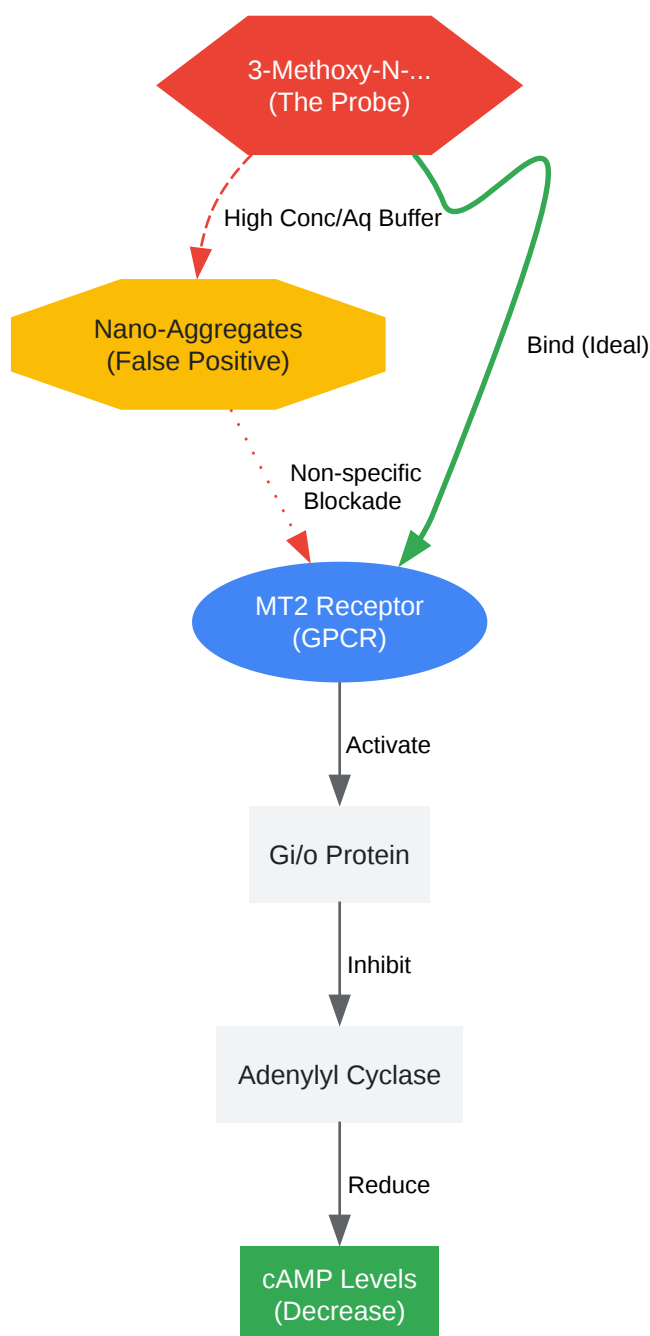 3-Methoxy-N-...
(The Probe)
High Conc/Aq Buffer
Nano-Aggregates
(False Positive)
Bind (Ideal)
Non-specific
Blockade
MT2 Receptor
(GPCR)
Activate
Gi/o Protein
Inhibit
Adenylyl Cyclase
Reduce
cAMP Levels
(Decrease)